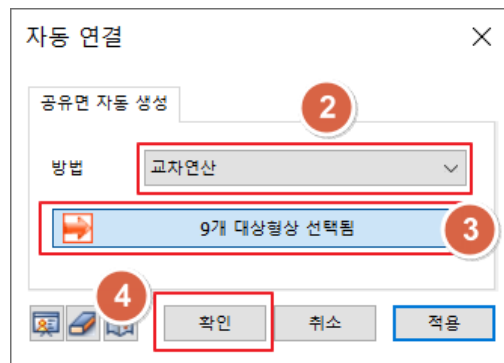 자동 연결
공유면 자동 생성
2
방법 교차연산
9개 대상형상 선택됨 3
4
확인 취소 적용